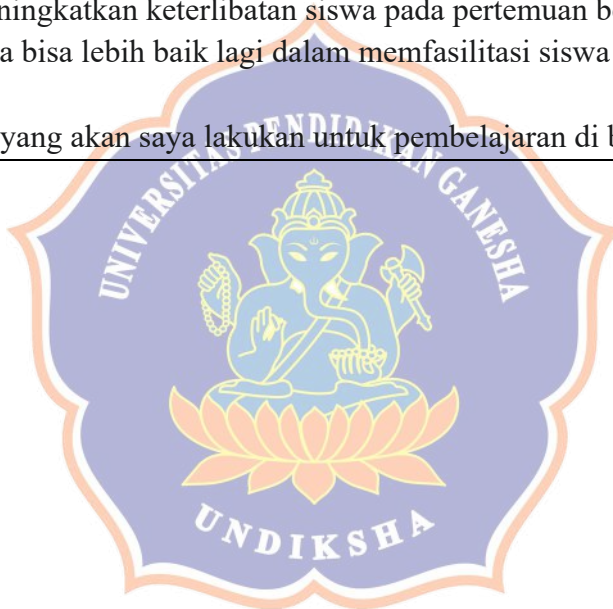 ningkatkan keterlibatan siswa pada pertemuan b
a bisa lebih baik lagi dalam memfasilitasi siswa
yang akan saya lakukan untuk pembelajaran di b
UNIVERSITAS PENDIDIKAN GANESHA
UNDIKSHA